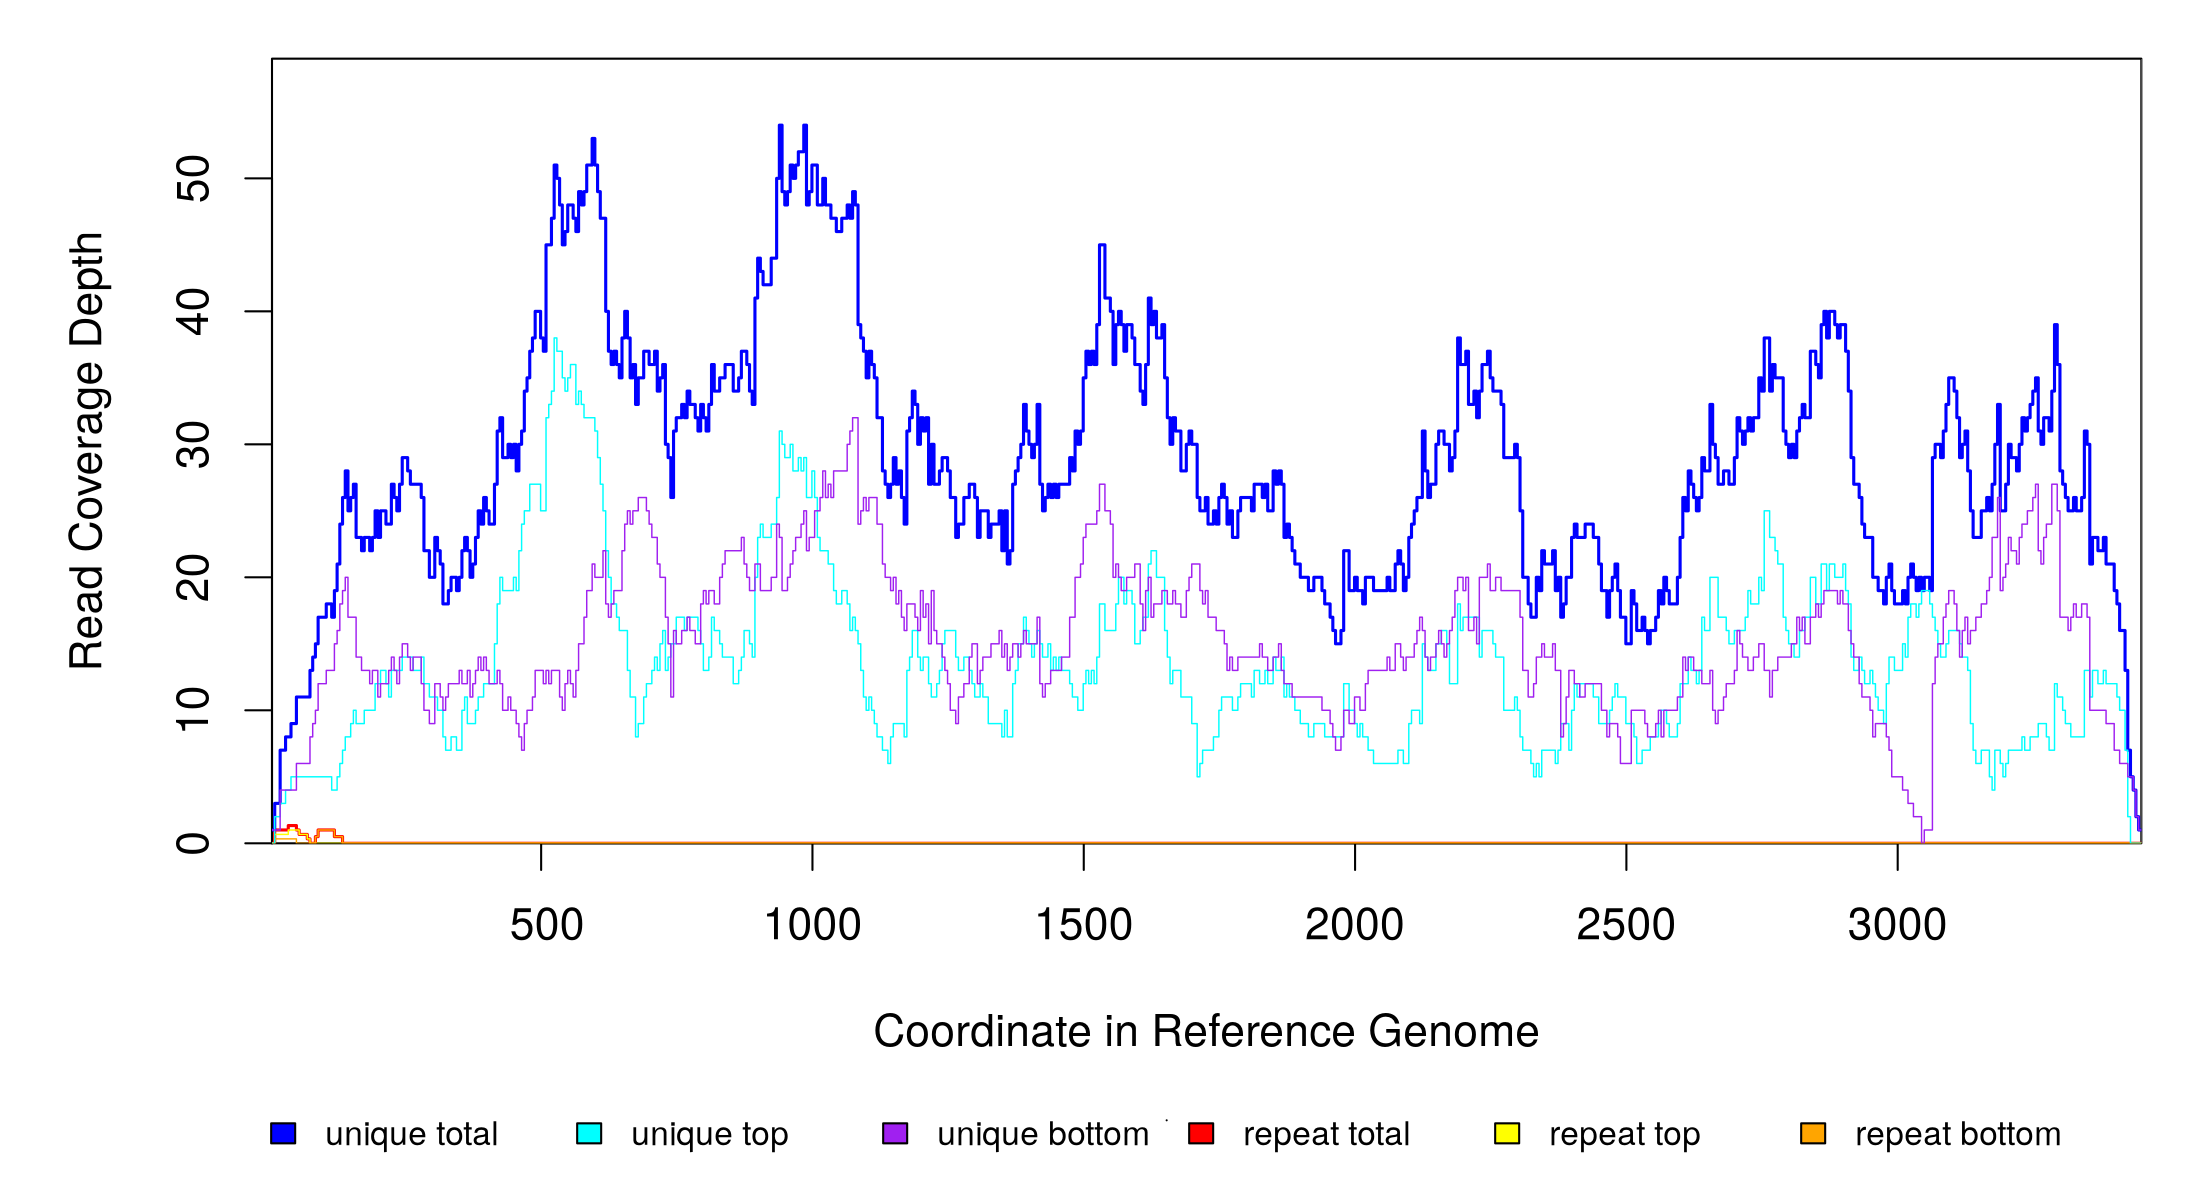 Read Coverage Depth
50
40
30
20
10
0
500 1000 1500 2000 2500 3000
Coordinate in Reference Genome
unique total unique top unique bottom repeat total repeat top repeat bottom